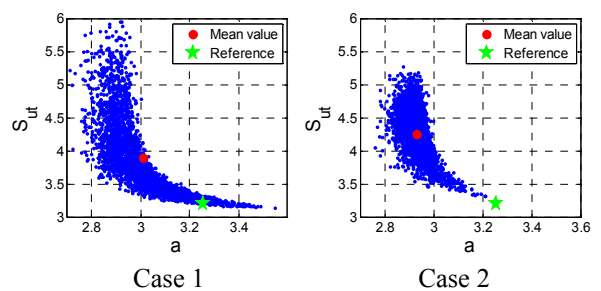 Mean value
Reference
6
5.5
5
4.5
4
3.5
3
S_ut
2.8
3
3.2
3.4
a
Case 1
Mean value
Reference
6
5.5
5
4.5
4
3.5
3
S_ut
2.8
3
3.2
3.4
3.6
a
Case 2